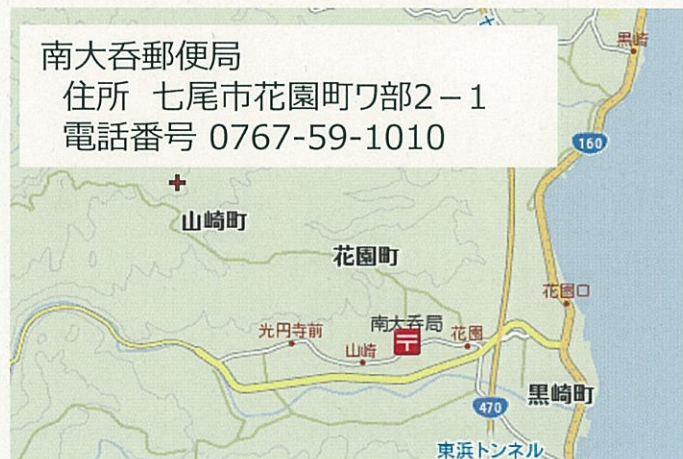 南大呑郵便局
住所 七尾市花園町ワ部2－1
電話番号 0767-59-1010
黒崎
160
山崎町
花園町
花園口
南大呑局
光円寺前
山崎
花園
〒
黒崎町
470
東浜トンネル